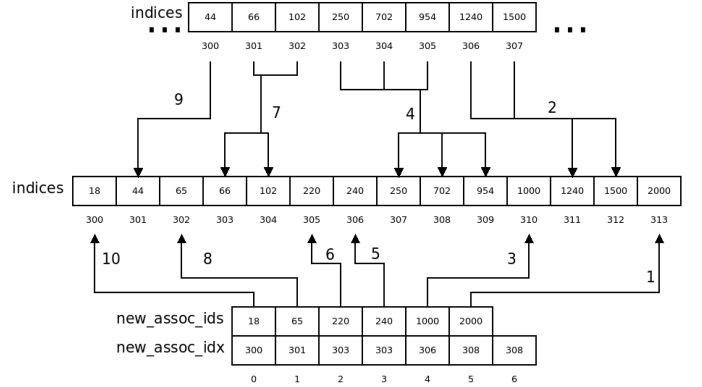 indices 44 66 102 250 702 954 1240 1500
... ...
300 301 302 303 304 305 306 307
9 7 4 2
indices 18 44 65 66 102 220 240 250 702 954 1000 1240 1500 2000
300 301 302 303 304 305 306 307 308 309 310 311 312 313
10 8 6 5 3 1
new_assoc_ids 18 65 220 240 1000 2000
new_assoc_idx 300 301 303 303 306 308 308
0 1 2 3 4 5 6